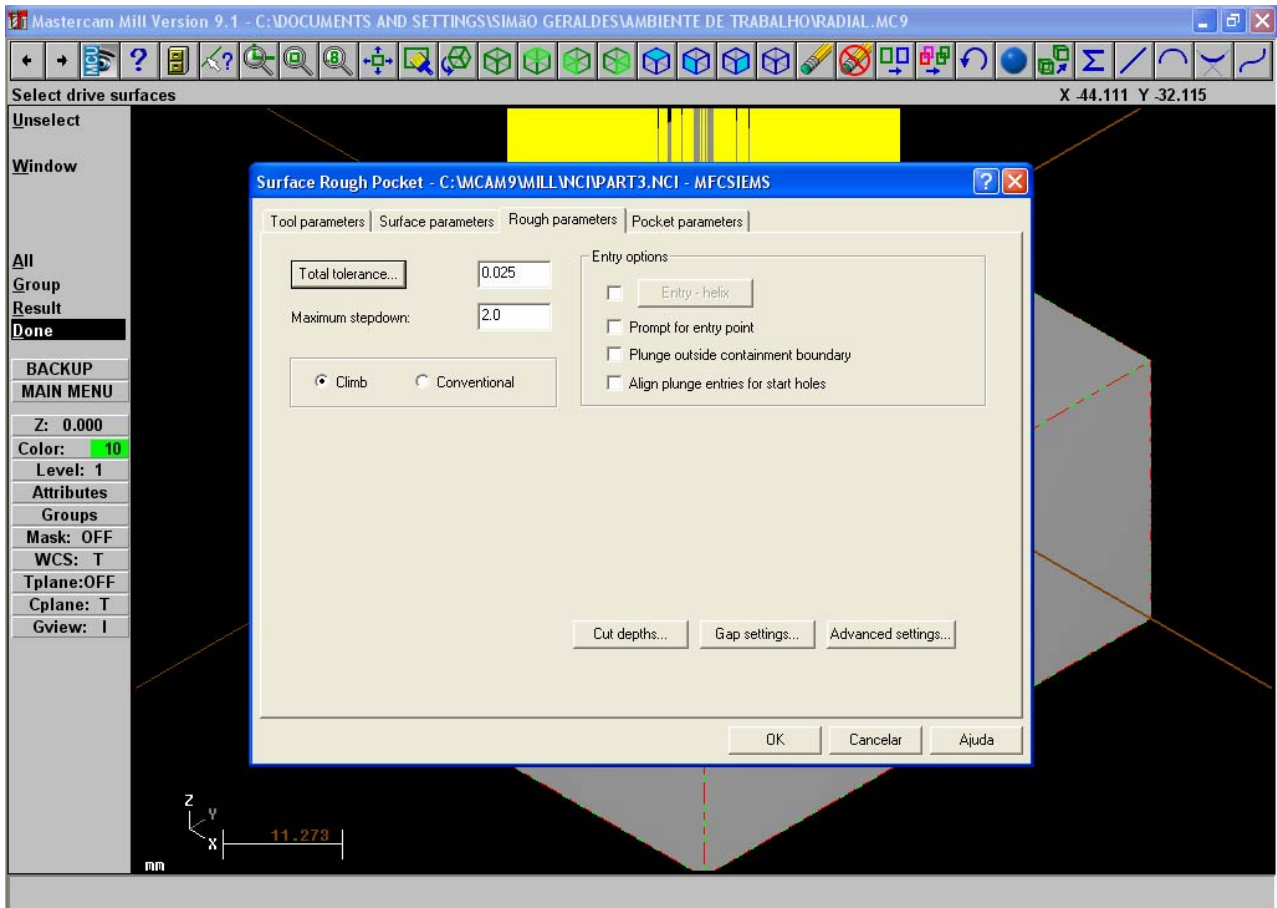 Mastercam Mill Version 9.1 - C:\DOCUMENTS AND SETTINGS\SIMãO GERALDES\AMBIENTE DE TRABALHO\RADIAL.MC9
MCU ? ? 8 Σ
Select drive surfaces X -44.111 Y -32.115
Unselect
Window
All
Group
Result
Done
BACKUP
MAIN MENU
Z: 0.000
Color: 10
Level: 1
Attributes
Groups
Mask: OFF
WCS: T
Tplane:OFF
Cplane: T
Gview: I
Surface Rough Pocket - C:\MCAM9\MILL\NCI\PART3.NCI - MFCSIEMS
Tool parameters Surface parameters Rough parameters Pocket parameters
Total tolerance... 0.025
Maximum stepdown: 2.0
Climb Conventional
Entry options
Entry - helix
Prompt for entry point
Plunge outside containment boundary
Align plunge entries for start holes
Cut depths... Gap settings... Advanced settings...
OK Cancelar Ajuda
Z
Y
X
11.273
mm